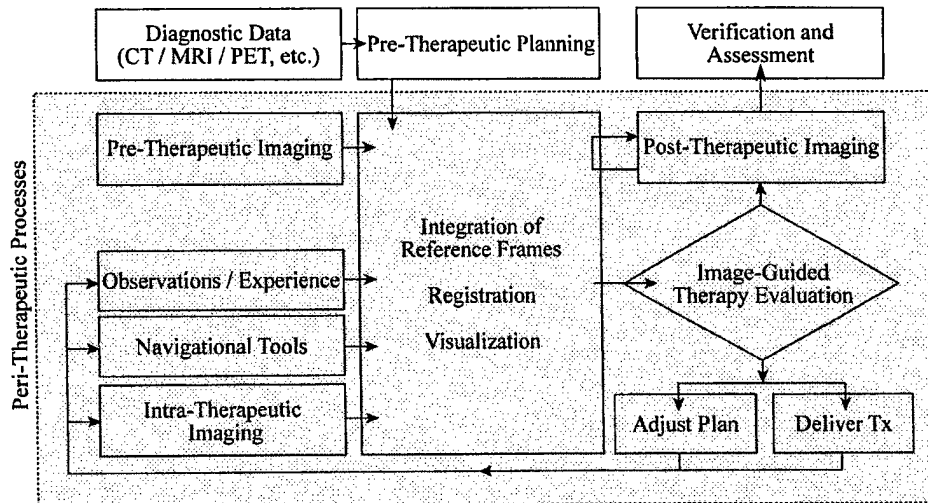 Diagnostic Data
(CT / MRI / PET, etc.)
Pre-Therapeutic Planning
Verification and
Assessment
Peri-Therapeutic Processes
Pre-Therapeutic Imaging
Post-Therapeutic Imaging
Integration of
Reference Frames
Registration
Visualization
Observations / Experience
Image-Guided
Therapy Evaluation
Navigational Tools
Intra-Therapeutic
Imaging
Adjust Plan
Deliver Tx